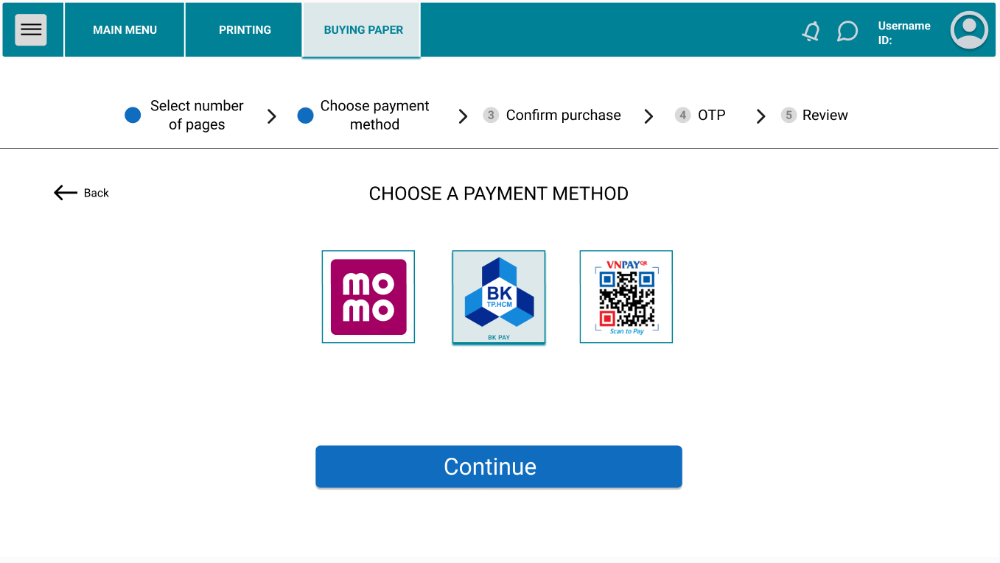 MAIN MENU
PRINTING
BUYING PAPER
Username
ID:
Select number
of pages
Choose payment
method
3 Confirm purchase
4 OTP
5 Review
Back
CHOOSE A PAYMENT METHOD
mo
mo
BK
TP.HCM
BK PAY
VNPAYQR
Scan to Pay
Continue